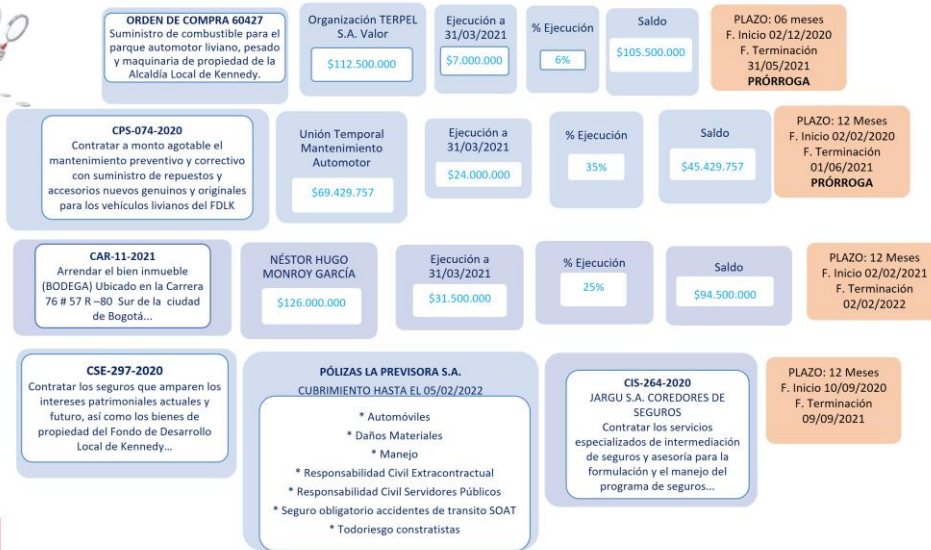 ORDEN DE COMPRA 60427
Suministro de combustible para el
parque automotor liviano, pesado
y maquinaria de propiedad de la
Alcaldía Local de Kennedy.
Organización TERPEL
S.A. Valor
$112.500.000
Ejecución a
31/03/2021
$7.000.000
% Ejecución
6%
Saldo
$105.500.000
PLAZO: 06 meses
F. Inicio 02/12/2020
F. Terminación
31/05/2021
PRÓRROGA
CPS-074-2020
Contratar a monto agotable el
mantenimiento preventivo y correctivo
con suministro de repuestos y
accesorios nuevos genuinos y originales
para los vehículos livianos del FDLK
Unión Temporal
Mantenimiento
Automotor
$69.429.757
Ejecución a
31/03/2021
$24.000.000
% Ejecución
35%
Saldo
$45.429.757
PLAZO: 12 Meses
F. Inicio 02/02/2020
F. Terminación
01/06/2021
PRÓRROGA
CAR-11-2021
Arrendar el bien inmueble
(BODEGA) Ubicado en la Carrera
76 # 57 R –80 Sur de la ciudad
de Bogotá...
NÉSTOR HUGO
MONROY GARCÍA
$126.000.000
Ejecución a
31/03/2021
$31.500.000
% Ejecución
25%
Saldo
$94.500.000
PLAZO: 12 Meses
F. Inicio 02/02/2021
F. Terminación
02/02/2022
CSE-297-2020
Contratar los seguros que amparen los
intereses patrimoniales actuales y
futuro, así como los bienes de
propiedad del Fondo de Desarrollo
Local de Kennedy...
PÓLIZAS LA PREVISORA S.A.
CUBRIMIENTO HASTA EL 05/02/2022
* Automóviles
* Daños Materiales
* Manejo
* Responsabilidad Civil Extracontractual
* Responsabilidad Civil Servidores Públicos
* Seguro obligatorio accidentes de transito SOAT
* Todoriesgo constratistas
CIS-264-2020
JARGU S.A. COREDORES DE
SEGUROS
Contratar los servicios
especializados de intermediación
de seguros y asesoría para la
formulación y el manejo del
programa de seguros...
PLAZO: 12 Meses
F. Inicio 10/09/2020
F. Terminación
09/09/2021